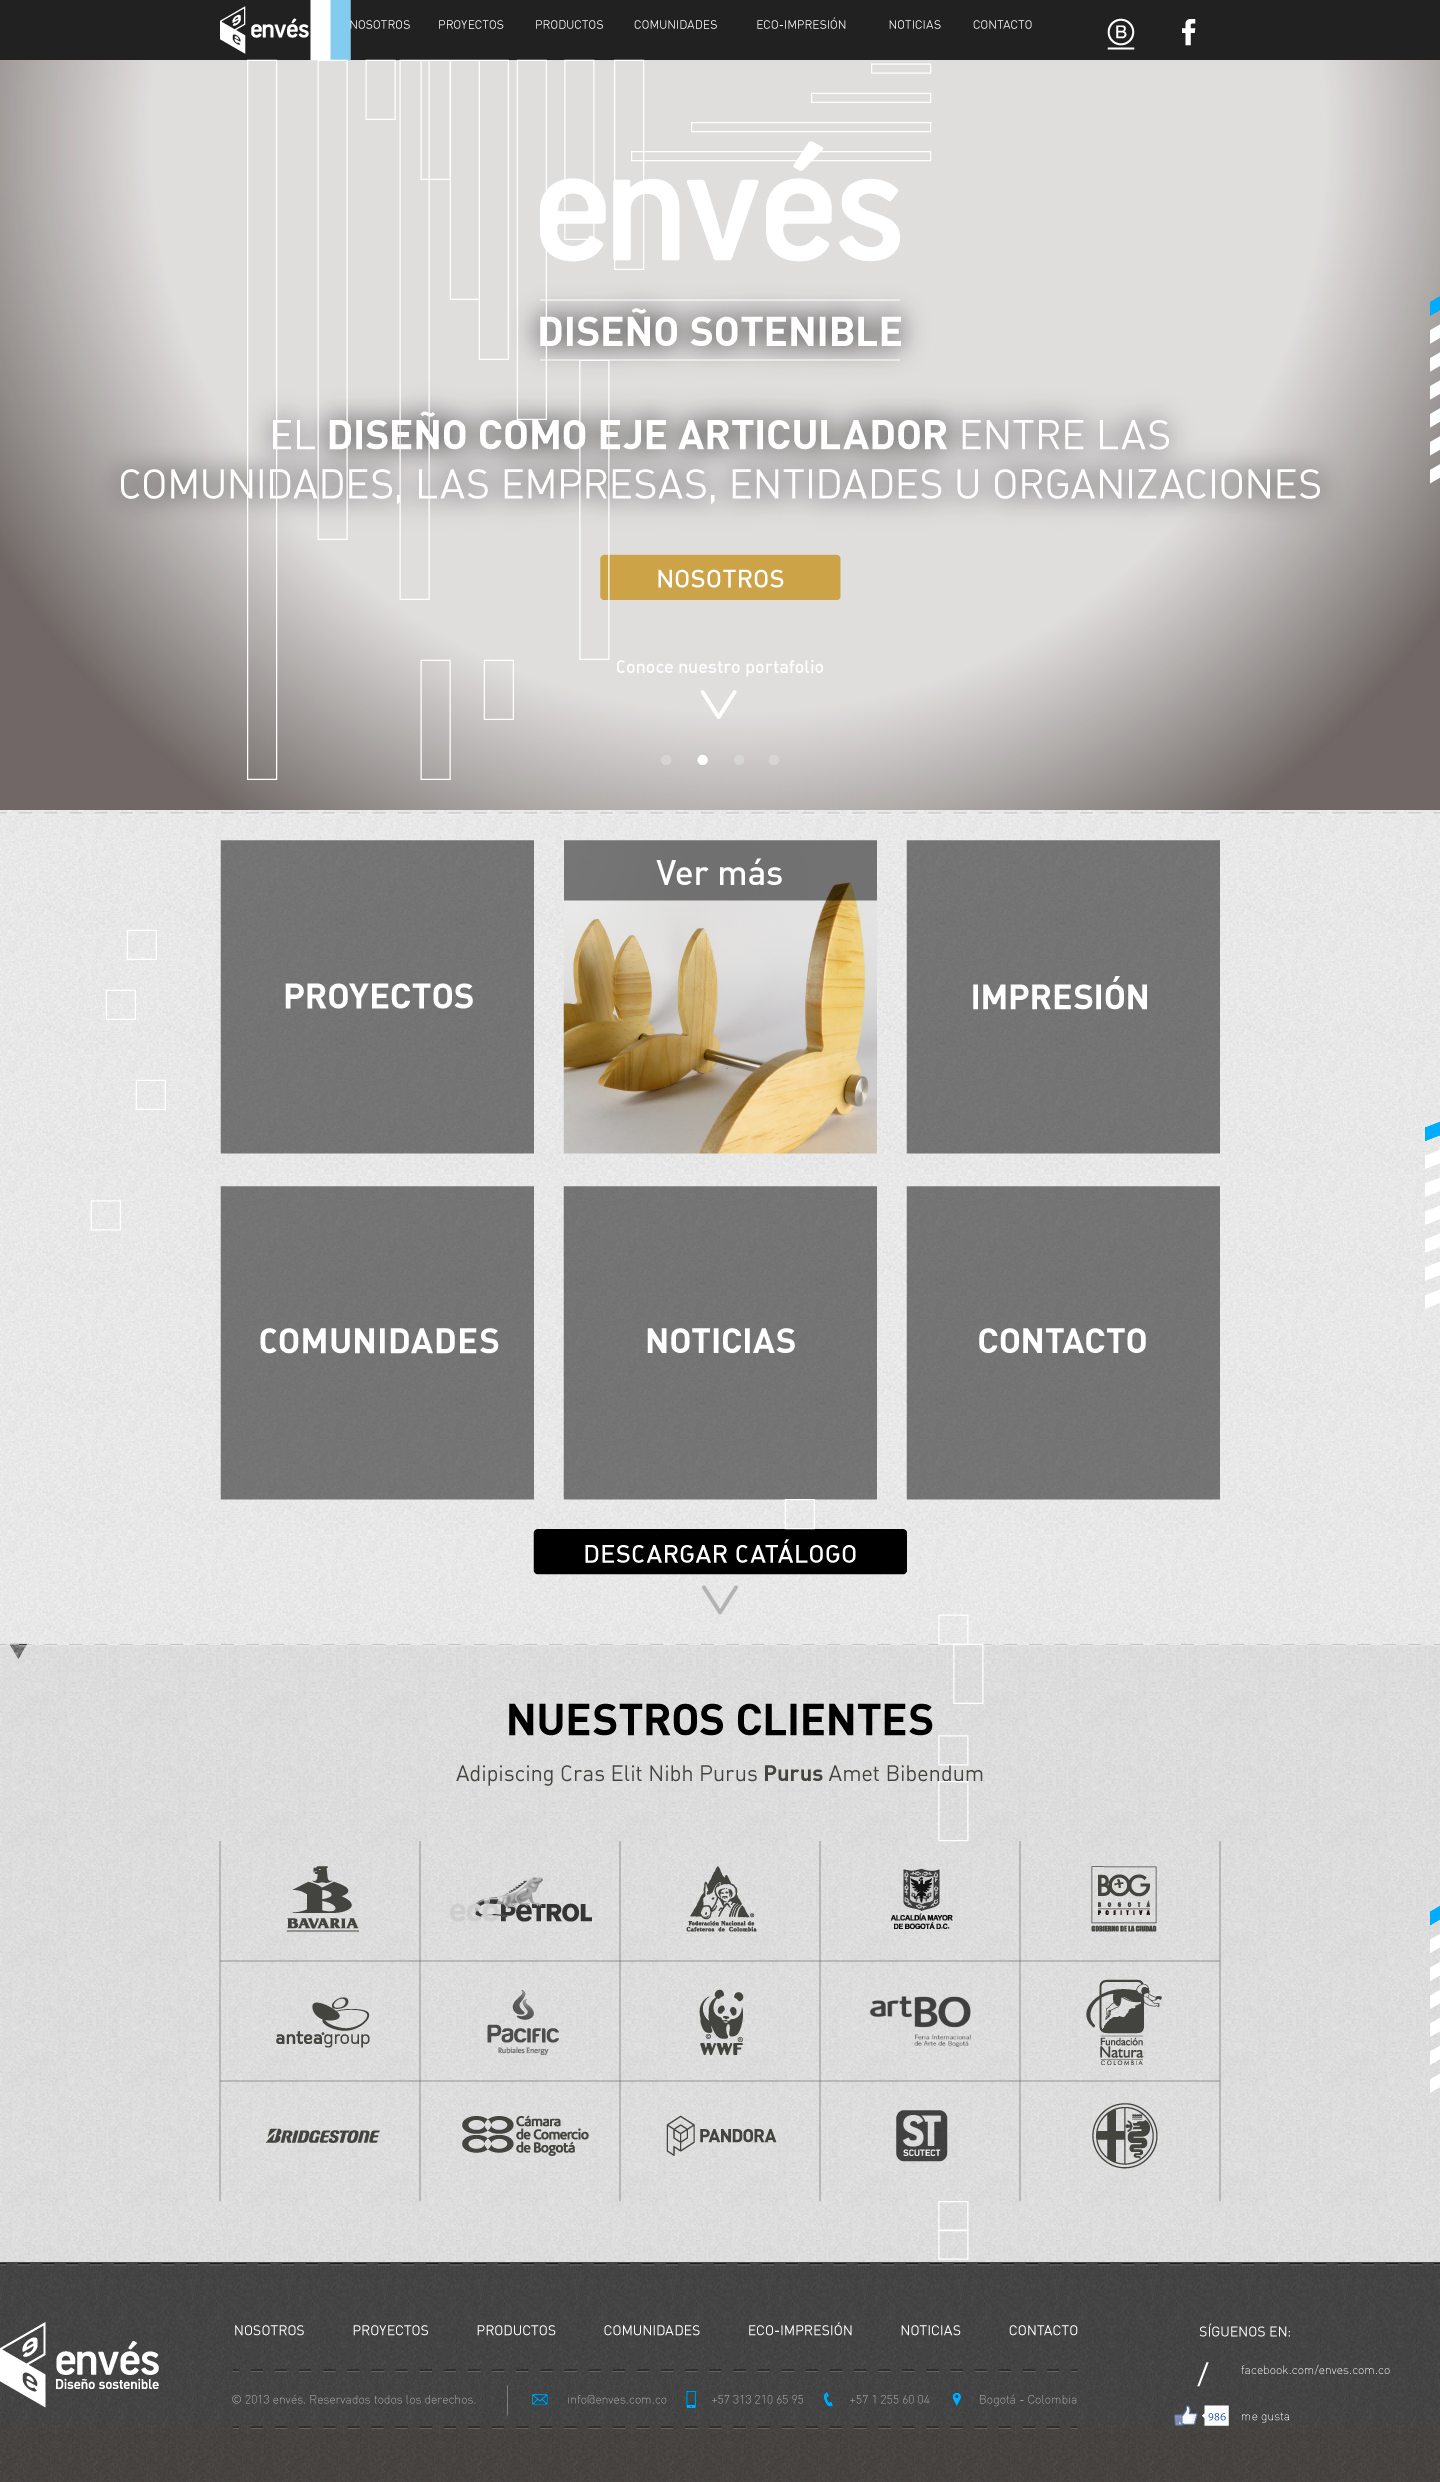 envés
NOSOTROS PROYECTOS PRODUCTOS COMUNIDADES ECO-IMPRESIÓN NOTICIAS CONTACTO
B f
envés
DISEÑO SOTENIBLE
EL DISEÑO COMO EJE ARTICULADOR ENTRE LAS
COMUNIDADES, LAS EMPRESAS, ENTIDADES U ORGANIZACIONES
NOSOTROS
Conoce nuestro portafolio
PROYECTOS
Ver más
IMPRESIÓN
COMUNIDADES
NOTICIAS
CONTACTO
DESCARGAR CATÁLOGO
NUESTROS CLIENTES
Adipiscing Cras Elit Nibh Purus Purus Amet Bibendum
B
BAVARIA
ecoPETROL
Federación Nacional de
Cafeteros de Colombia
ALCALDÍA MAYOR
DE BOGOTÁ D.C.
BOG
BOGOTÁ
POSITIVA
GOBIERNO DE LA CIUDAD
anteagroup
PACIFIC
Rubiales Energy
WWF
artBO
Feria Internacional
de Arte de Bogotá
Fundación
Natura
COLOMBIA
BRIDGESTONE
Cámara
de Comercio
de Bogotá
PANDORA
ST
SCUTECT
NOSOTROS PROYECTOS PRODUCTOS COMUNIDADES ECO-IMPRESIÓN NOTICIAS CONTACTO
SÍGUENOS EN:
envés
Diseño sostenible
facebook.com/enves.com.co
© 2013 envés. Reservados todos los derechos.
info@enves.com.co +57 313 210 65 95 +57 1 255 60 04 Bogotá - Colombia
986 me gusta